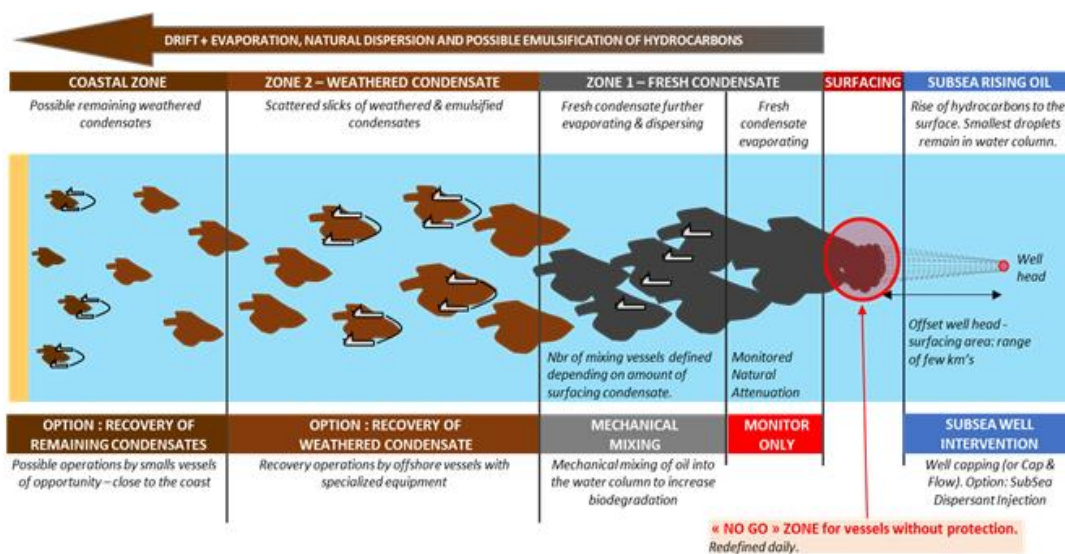 DRIFT + EVAPORATION, NATURAL DISPERSION AND POSSIBLE EMULSIFICATION OF HYDROCARBONS
COASTAL ZONE
Possible remaining weathered
condensates
ZONE 2 – WEATHERED CONDENSATE
Scattered slicks of weathered & emulsified
condensates
ZONE 1 – FRESH CONDENSATE
Fresh condensate further
evaporating & dispersing
Fresh
condensate
evaporating
SURFACING
SUBSEA RISING OIL
Rise of hydrocarbons to the
surface. Smallest droplets
remain in water column.
Well
head
Offset well head -
surfacing area: range
of few km's
Nbr of mixing vessels defined
depending on amount of
surfacing condensate.
Monitored
Natural
Attenuation
OPTION : RECOVERY OF
REMAINING CONDENSATES
Possible operations by smalls vessels
of opportunity – close to the coast
OPTION : RECOVERY OF
WEATHERED CONDENSATE
Recovery operations by offshore vessels with
specialized equipment
MECHANICAL
MIXING
Mechanical mixing of oil into
the water column to increase
biodegradation
MONITOR
ONLY
SUBSEA WELL
INTERVENTION
Well capping (or Cap &
Flow). Option: SubSea
Dispersant Injection
« NO GO » ZONE for vessels without protection.
Redefined daily.